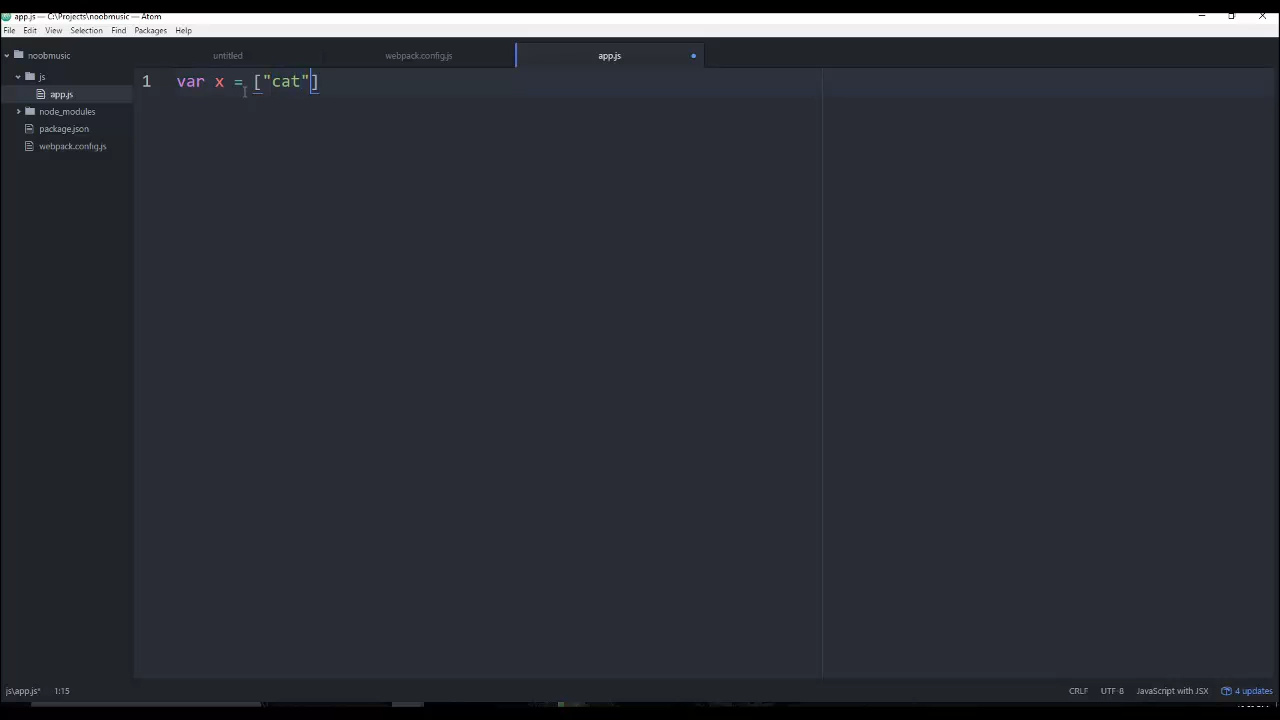 app.js — C:\Projects\noobmusic — Atom
File Edit View Selection Find Packages Help
noobmusic
js
app.js
node_modules
package.json
webpack.config.js
untitled
webpack.config.js
app.js
1 var x = ["cat"]
js\app.js* 1:15
CRLF UTF-8 JavaScript with JSX 4 updates